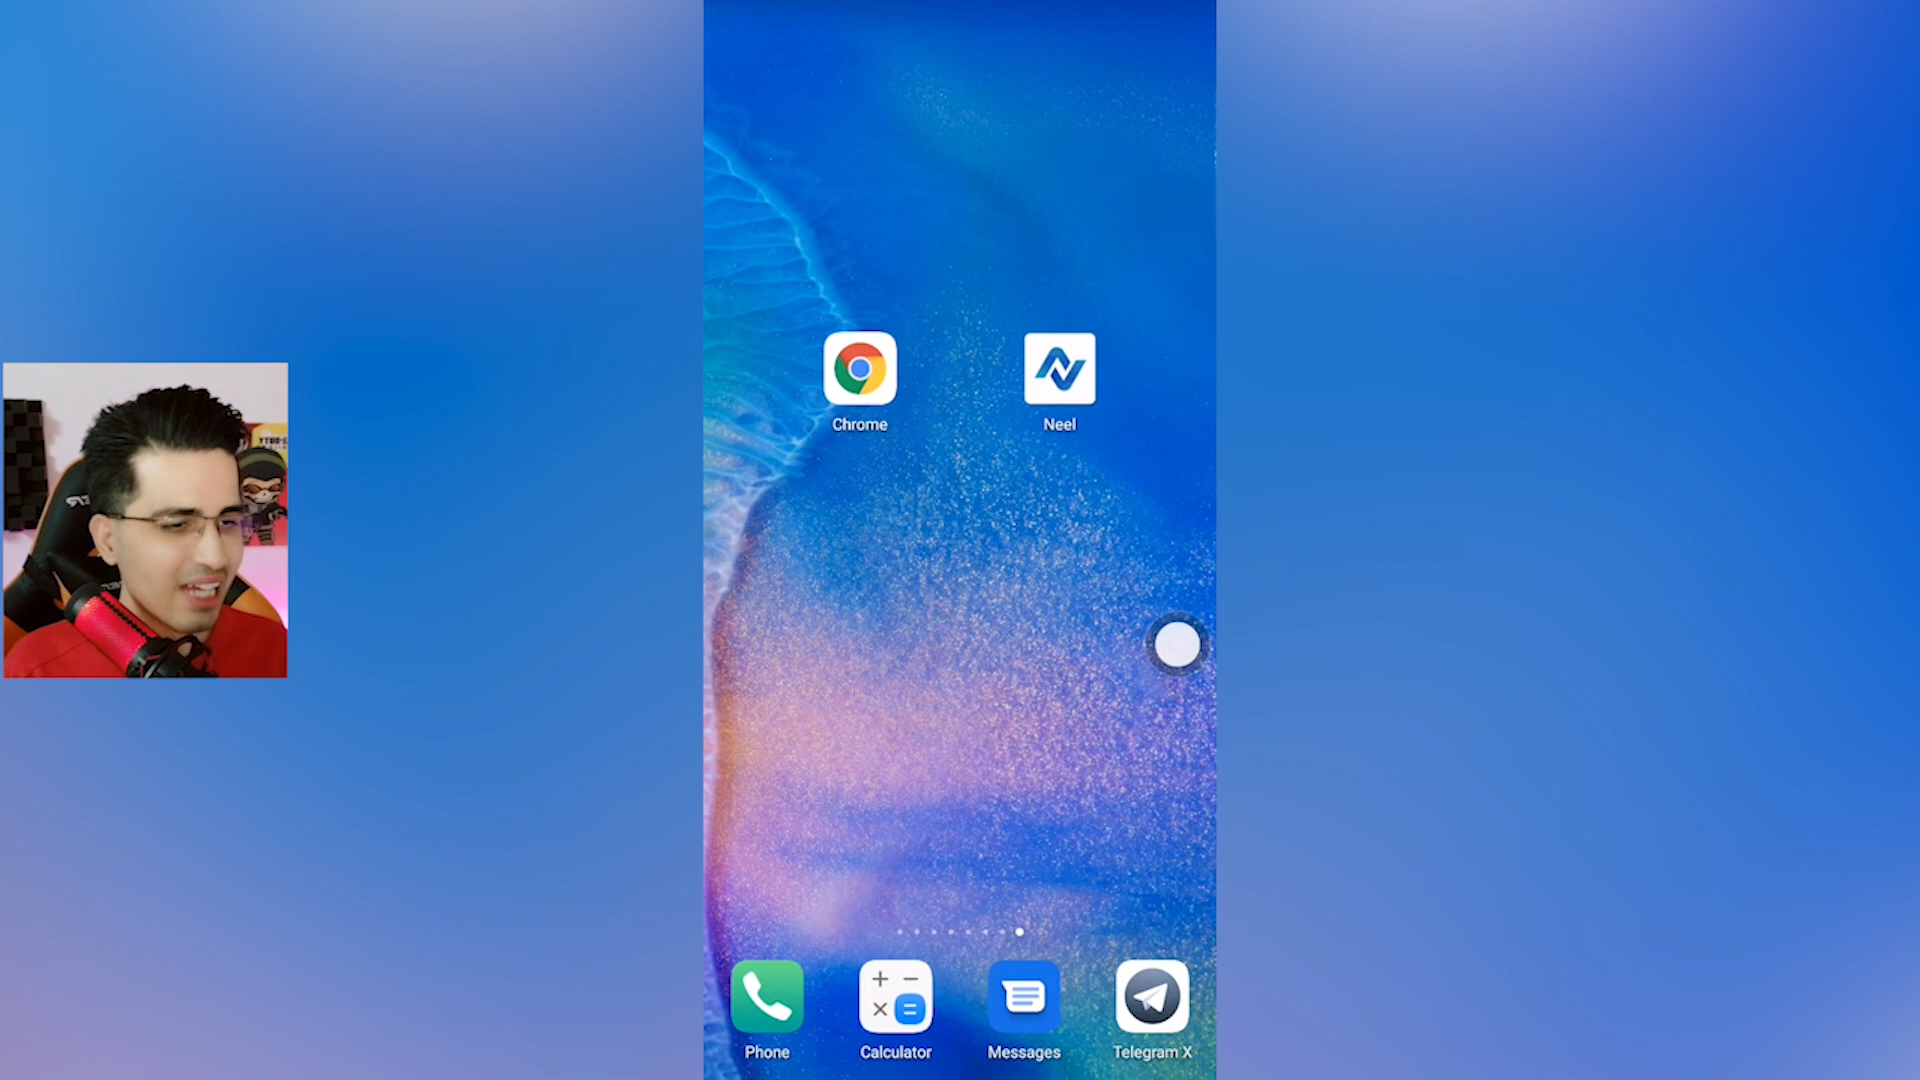 Chrome
Neel
Phone
Calculator
Messages
Telegram X